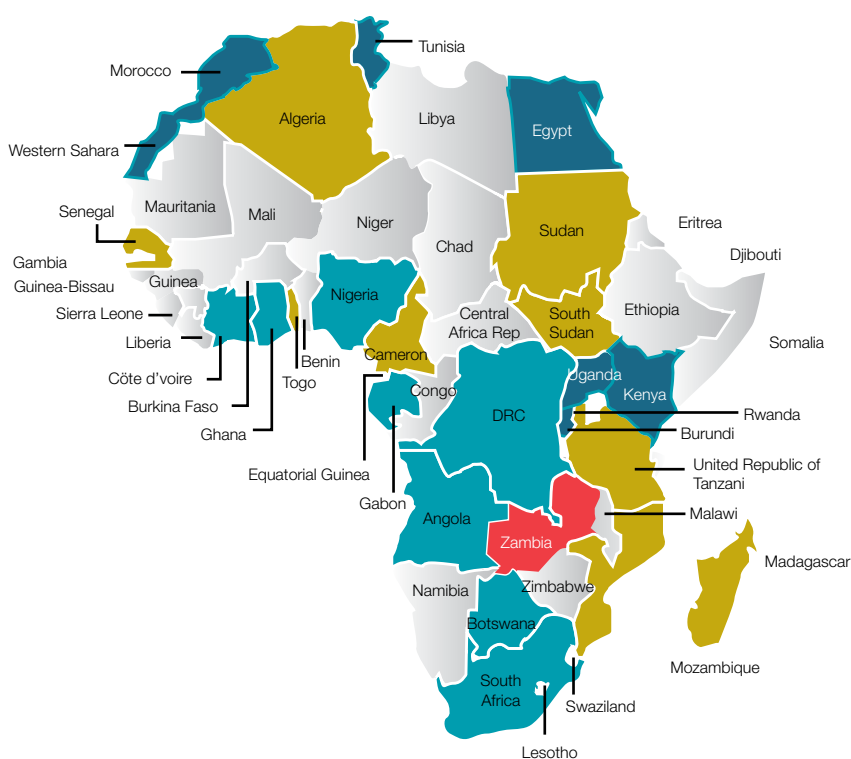 Tunisia
Morocco
Algeria
Libya
Egypt
Western Sahara
Mauritania
Mali
Niger
Senegal
Chad
Sudan
Eritrea
Djibouti
Gambia
Guinea-Bissau
Guinea
Nigeria
Sierra Leone
Central
Africa Rep
South
Sudan
Ethiopia
Liberia
Somalia
Benin
Cameron
Togo
Côte d'voire
Uganda
Kenya
Congo
Burkina Faso
DRC
Rwanda
Ghana
Burundi
Equatorial Guinea
United Republic of
Tanzani
Gabon
Angola
Malawi
Zambia
Madagascar
Namibia
Zimbabwe
Botswana
Mozambique
South
Africa
Swaziland
Lesotho